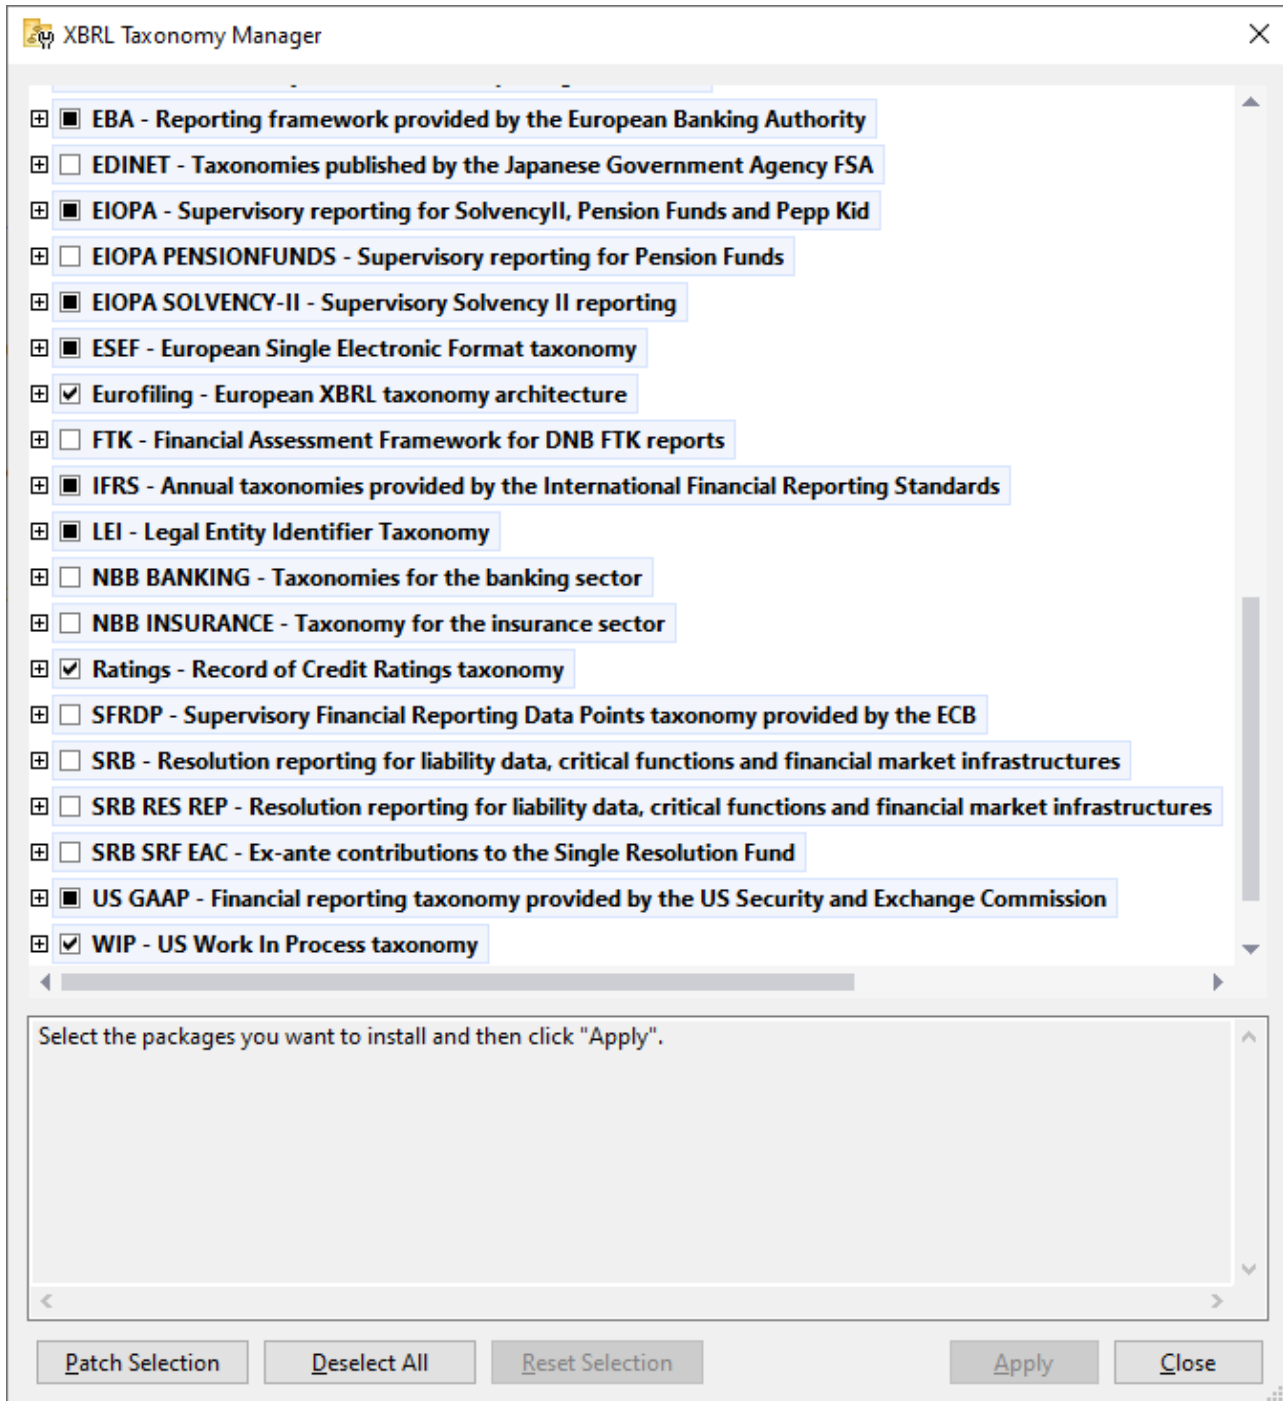 XBRL Taxonomy Manager
EBA - Reporting framework provided by the European Banking Authority
EDINET - Taxonomies published by the Japanese Government Agency FSA
EIOPA - Supervisory reporting for SolvencyII, Pension Funds and Pepp Kid
EIOPA PENSIONFUNDS - Supervisory reporting for Pension Funds
EIOPA SOLVENCY-II - Supervisory Solvency II reporting
ESEF - European Single Electronic Format taxonomy
Eurofiling - European XBRL taxonomy architecture
FTK - Financial Assessment Framework for DNB FTK reports
IFRS - Annual taxonomies provided by the International Financial Reporting Standards
LEI - Legal Entity Identifier Taxonomy
NBB BANKING - Taxonomies for the banking sector
NBB INSURANCE - Taxonomy for the insurance sector
Ratings - Record of Credit Ratings taxonomy
SFRDP - Supervisory Financial Reporting Data Points taxonomy provided by the ECB
SRB - Resolution reporting for liability data, critical functions and financial market infrastructures
SRB RES REP - Resolution reporting for liability data, critical functions and financial market infrastructures
SRB SRF EAC - Ex-ante contributions to the Single Resolution Fund
US GAAP - Financial reporting taxonomy provided by the US Security and Exchange Commission
WIP - US Work In Process taxonomy
Select the packages you want to install and then click "Apply".
Patch Selection
Deselect All
Reset Selection
Apply
Close